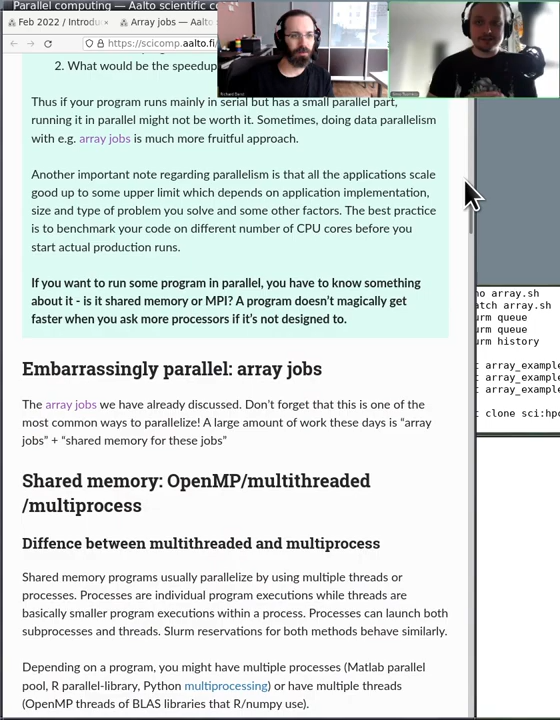 Parallel computing — Aalto scientific co
Feb 2022 / Introdu
Array jobs — Aalto
https://scicomp.aalto.fi/
2. What would be the speedup
Thus if your program runs mainly in serial but has a small parallel part,
running it in parallel might not be worth it. Sometimes, doing data parallelism
with e.g. array jobs is much more fruitful approach.
Another important note regarding parallelism is that all the applications scale
good up to some upper limit which depends on application implementation,
size and type of problem you solve and some other factors. The best practice
is to benchmark your code on different number of CPU cores before you
start actual production runs.
If you want to run some program in parallel, you have to know something
about it - is it shared memory or MPI? A program doesn't magically get
faster when you ask more processors if it's not designed to.
Embarrassingly parallel: array jobs
The array jobs we have already discussed. Don't forget that this is one of the
most common ways to parallelize! A large amount of work these days is “array
jobs” + “shared memory for these jobs”
Shared memory: OpenMP/multithreaded
/multiprocess
Diffence between multithreaded and multiprocess
Shared memory programs usually parallelize by using multiple threads or
processes. Processes are individual program executions while threads are
basically smaller program executions within a process. Processes can launch both
subprocesses and threads. Slurm reservations for both methods behave similarly.
Depending on a program, you might have multiple processes (Matlab parallel
pool, R parallel-library, Python multiprocessing) or have multiple threads
(OpenMP threads of BLAS libraries that R/numpy use).
no array.sh
atch array.sh
urm queue
urm queue
urm history
t array_example
t array_example
t array_example
t clone sci:hpc